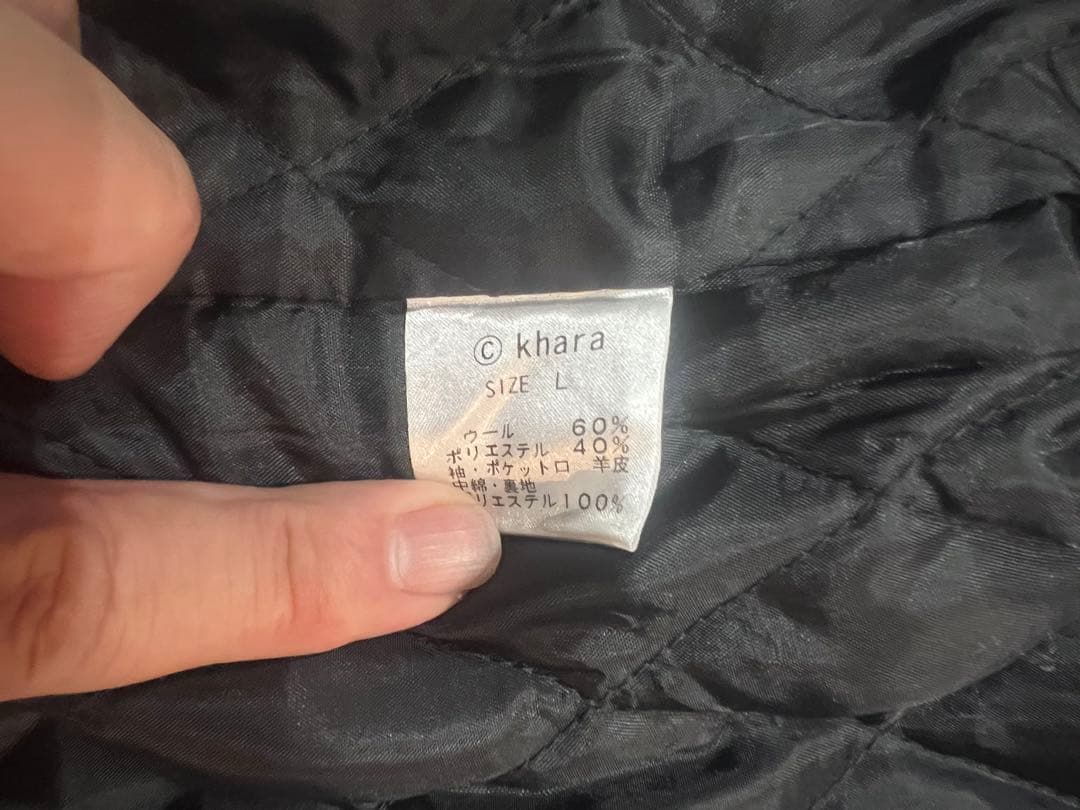 © khara
SIZE L
ウール 60%
ポリエステル 40%
袖・ポケット口 羊皮
中綿・裏地
リエステル100%